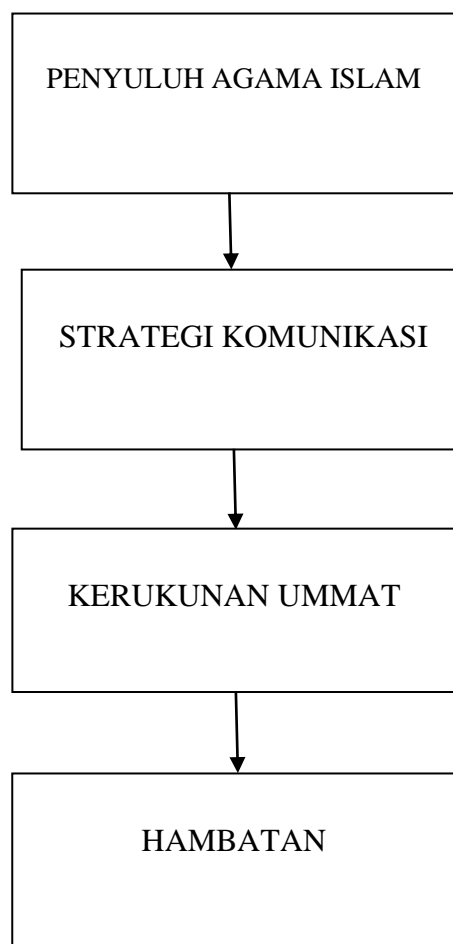 PENYULUH AGAMA ISLAM
STRATEGI KOMUNIKASI
KERUKUNAN UMMAT
HAMBATAN